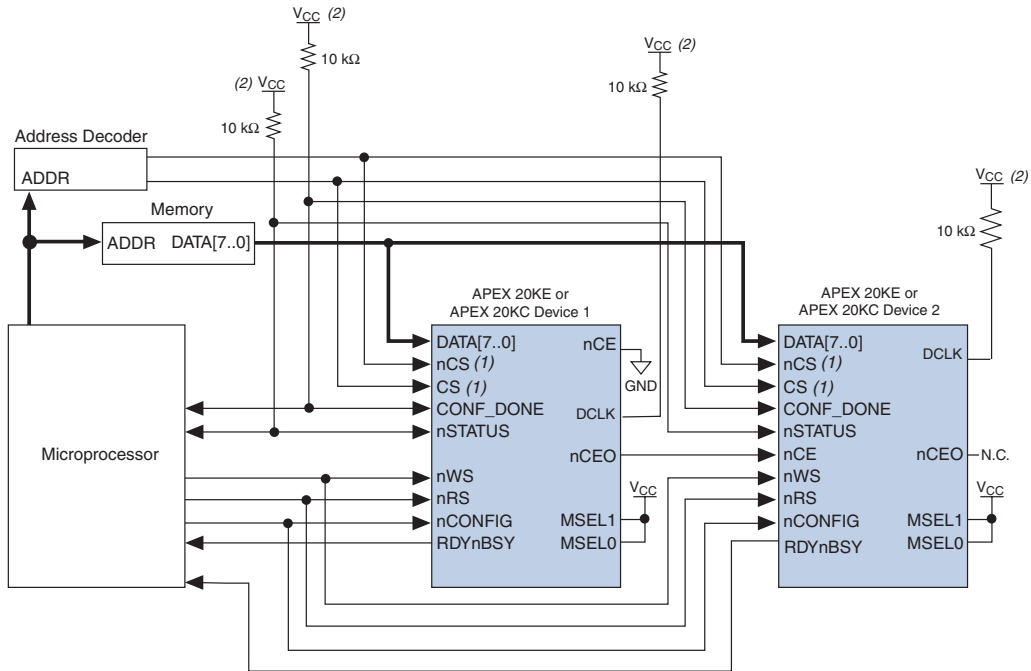 VCC (2)
10 kΩ
(2) VCC
10 kΩ
VCC (2)
10 kΩ
VCC (2)
10 kΩ
Address Decoder
ADDR
Memory
ADDR DATA[7..0]
Microprocessor
APEX 20KE or
APEX 20KC Device 1
DATA[7..0]
nCS (1)
CS (1)
CONF_DONE
nSTATUS
nWS
nRS
nCONFIG
RDYnBSY
nCE
GND
DCLK
nCEO
VCC
MSEL1
MSEL0
APEX 20KE or
APEX 20KC Device 2
DATA[7..0]
nCS (1)
CS (1)
CONF_DONE
nSTATUS
nCE
nWS
nRS
nCONFIG
RDYnBSY
DCLK
nCEO
N.C.
VCC
MSEL1
MSEL0